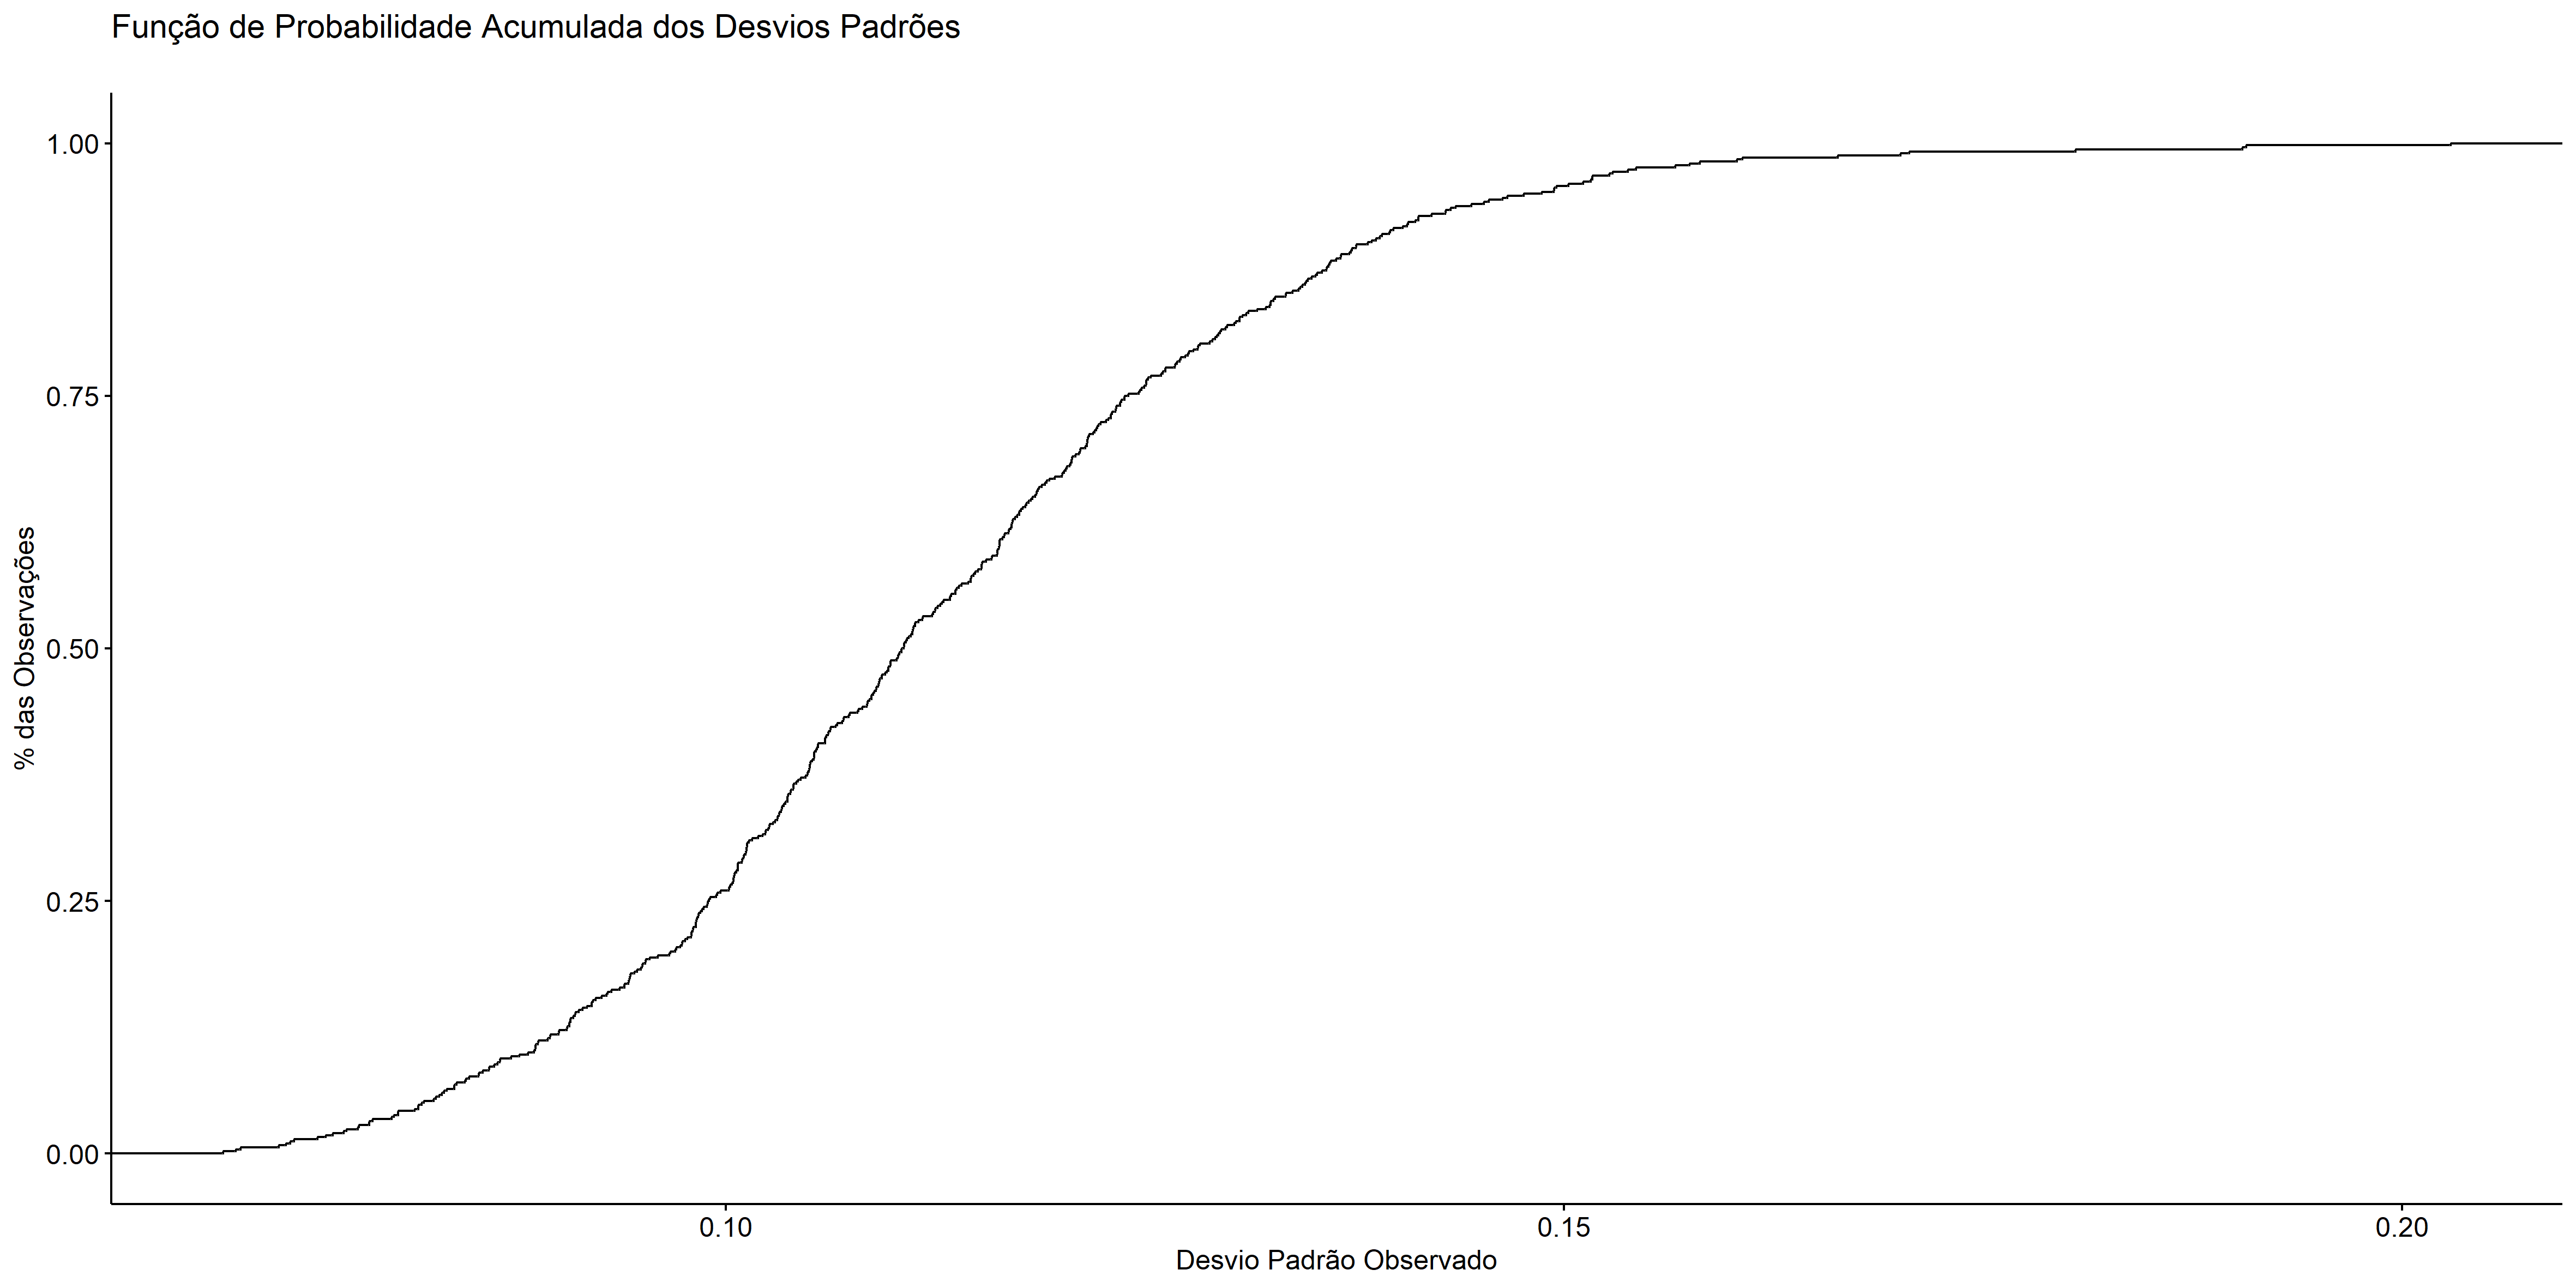 Função de Probabilidade Acumulada dos Desvios Padrões
1.00
0.75
0.50
0.25
0.00
% das Observações
0.10
0.15
0.20
Desvio Padrão Observado